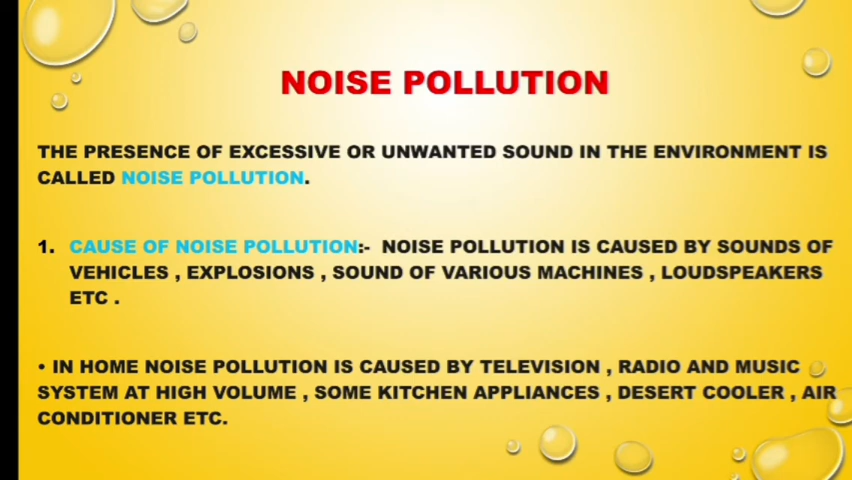 NOISE POLLUTION
THE PRESENCE OF EXCESSIVE OR UNWANTED SOUND IN THE ENVIRONMENT IS
CALLED NOISE POLLUTION.
1. CAUSE OF NOISE POLLUTION:- NOISE POLLUTION IS CAUSED BY SOUNDS OF
VEHICLES , EXPLOSIONS , SOUND OF VARIOUS MACHINES , LOUDSPEAKERS
ETC .
• IN HOME NOISE POLLUTION IS CAUSED BY TELEVISION , RADIO AND MUSIC
SYSTEM AT HIGH VOLUME , SOME KITCHEN APPLIANCES , DESERT COOLER , AIR
CONDITIONER ETC.